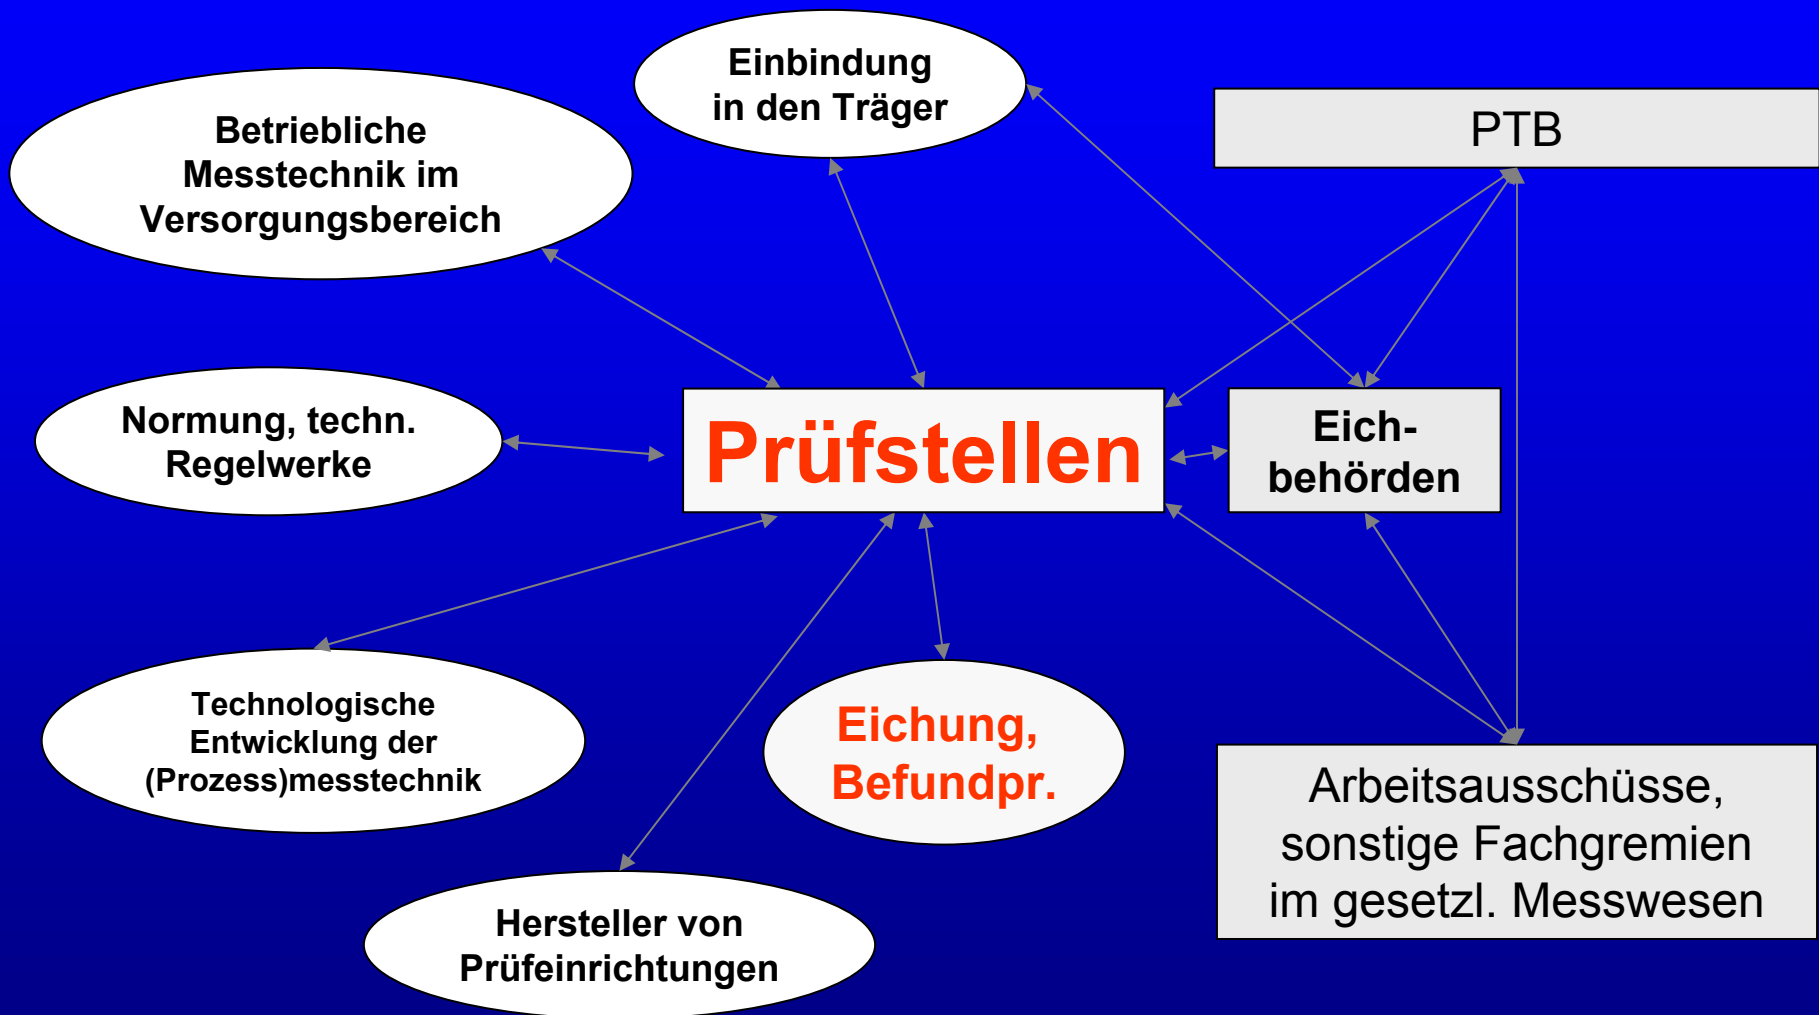 Einbindung
in den Träger
Betriebliche
Messtechnik im
Versorgungsbereich
PTB
Normung, techn.
Regelwerke
Prüfstellen
Eich-
behörden
Technologische
Entwicklung der
(Prozess)messtechnik
Eichung,
Befundpr.
Arbeitsausschüsse,
sonstige Fachgremien
im gesetzl. Messwesen
Hersteller von
Prüfeinrichtungen